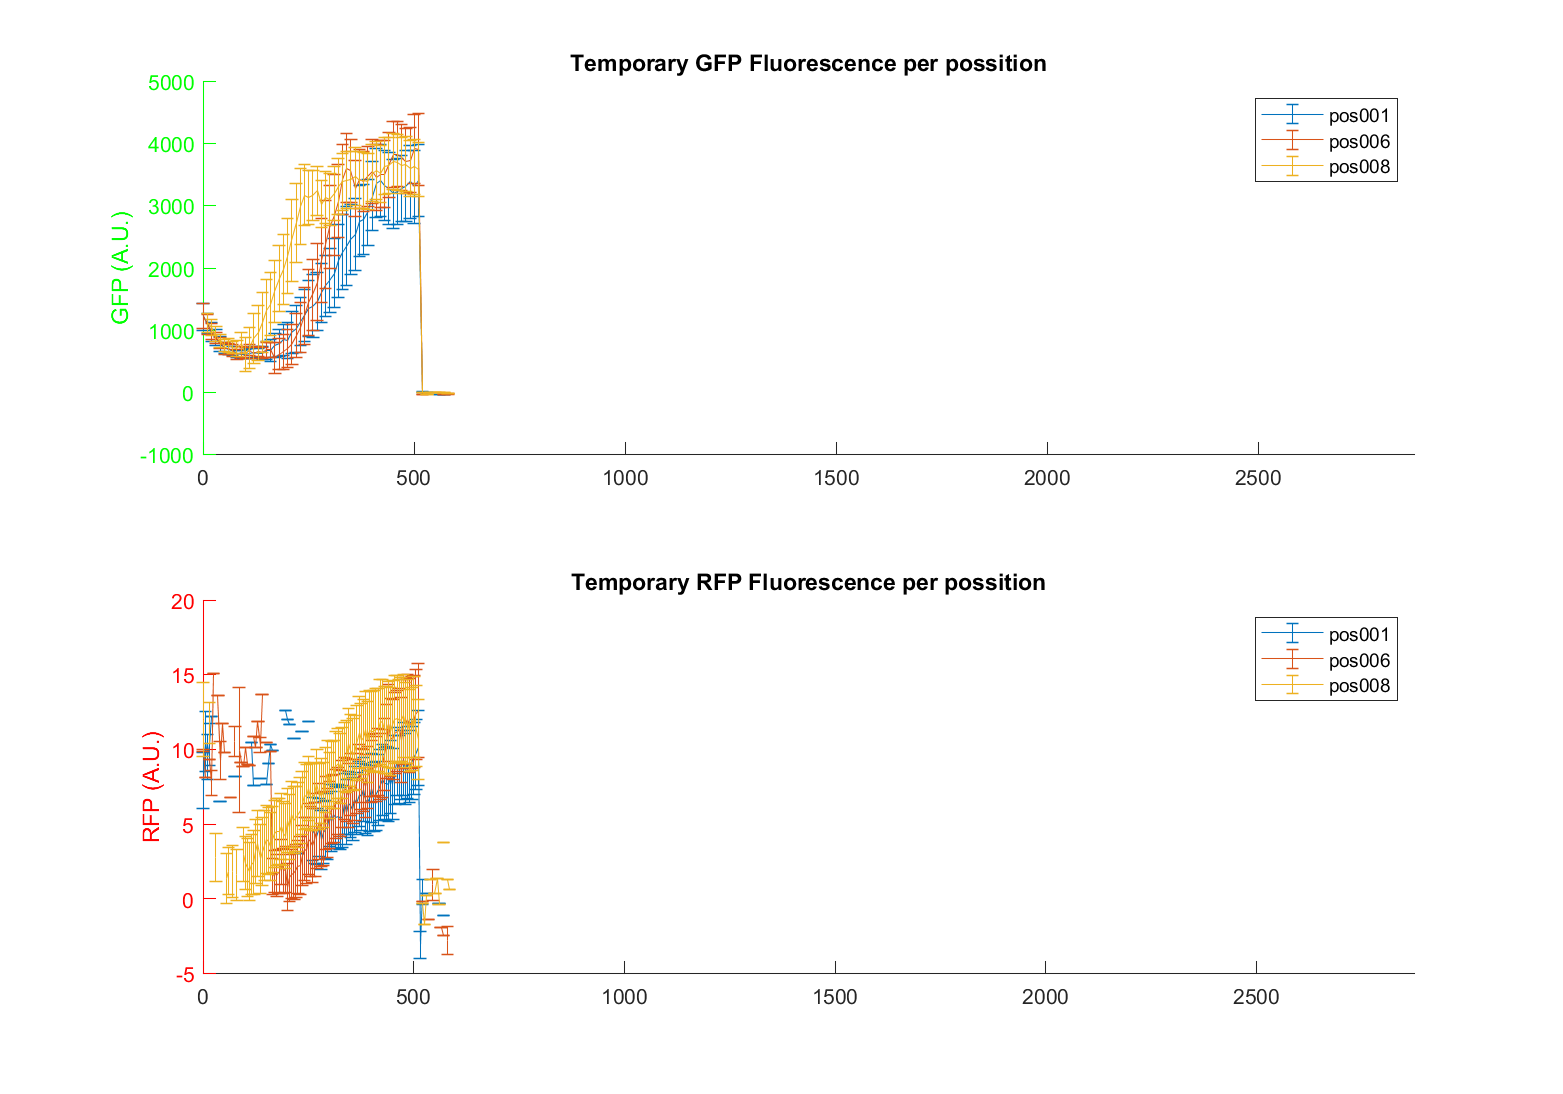 Temporary GFP Fluorescence per possition
5000
4000
3000
2000
1000
0
-1000
GFP (A.U.)
pos001
pos006
pos008
0 500 1000 1500 2000 2500
Temporary RFP Fluorescence per possition
20
15
10
5
0
-5
RFP (A.U.)
pos001
pos006
pos008
0 500 1000 1500 2000 2500